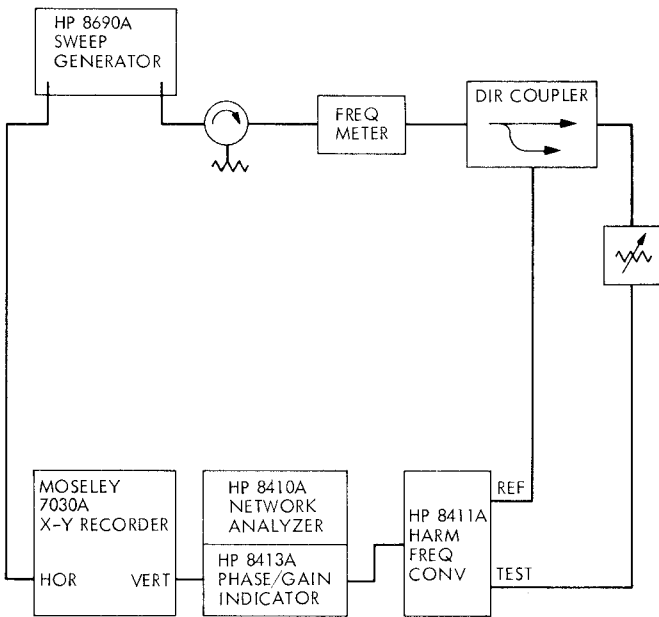 HP 8690A
SWEEP
GENERATOR
FREQ
METER
DIR COUPLER
MOSELEY
7030A
X-Y RECORDER
HOR
VERT
HP 8410A
NETWORK
ANALYZER
HP 8413A
PHASE/GAIN
INDICATOR
HP 8411A
HARM
FREQ
CONV
REF
TEST